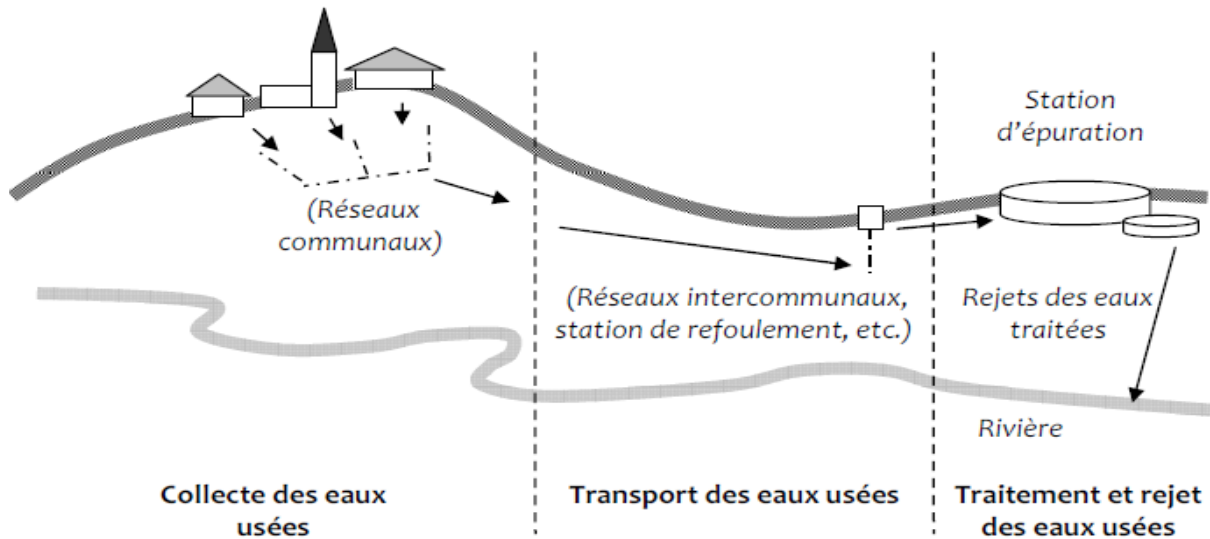 Station
d'épuration
(Réseaux
communaux)
(Réseaux intercommunaux,
station de refoulement, etc.)
Rejets des eaux
traitées
Rivière
Collecte des eaux
usées
Transport des eaux usées
Traitement et rejet
des eaux usées